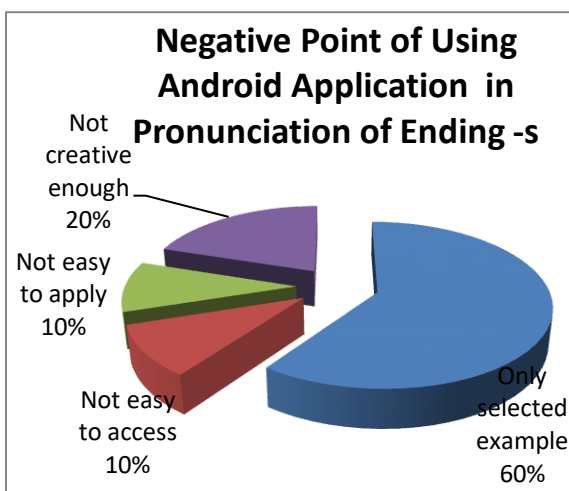 Negative Point of Using
Android Application in
Pronunciation of Ending -s
Not
creative
enough
20%
Not easy
to apply
10%
Not easy
to access
10%
Only
selected
example
60%